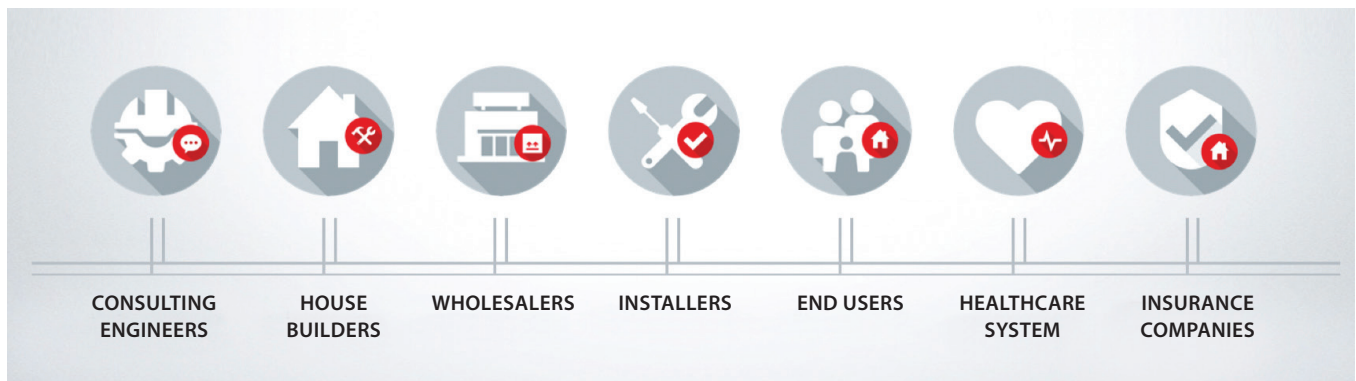 CONSULTING
ENGINEERS
HOUSE
BUILDERS
WHOLESALERS
INSTALLERS
END USERS
HEALTHCARE
SYSTEM
INSURANCE
COMPANIES